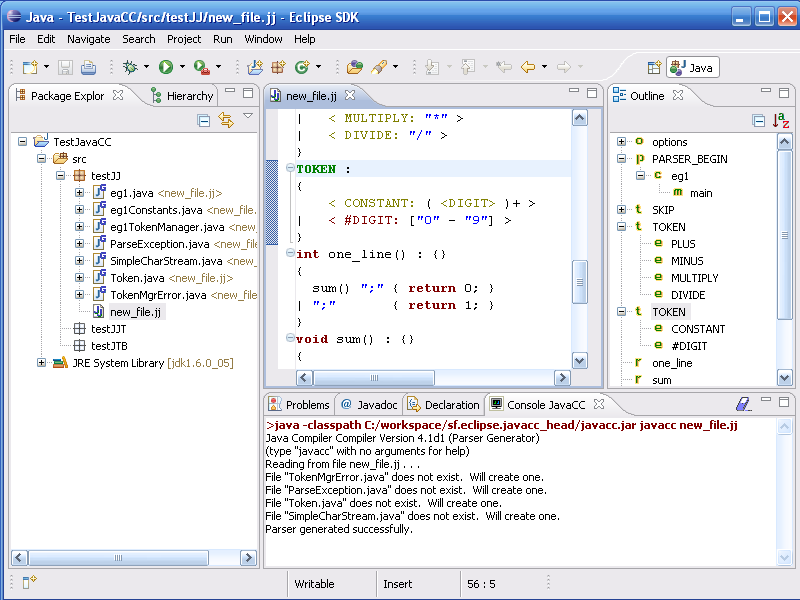 Java - TestJavaCC/src/testJJ/new_file.jj - Eclipse SDK
File Edit Navigate Search Project Run Window Help
Java
Package Explor
Hierarchy
TestJavaCC
src
testJJ
eg1.java <new_file.jj>
eg1Constants.java <new_file.
eg1TokenManager.java <new_
ParseException.java <new_file
SimpleCharStream.java <new_
Token.java <new_file.jj>
TokenMgrError.java <new_file
new_file.jj
testJJT
testJTB
JRE System Library [jdk1.6.0_05]
new_file.jj
| < MULTIPLY: "*" >
| < DIVIDE: "/" >
}
TOKEN :
{
< CONSTANT: ( <DIGIT> )+ >
| < #DIGIT: ["0" - "9"] >
}
int one_line() : {}
{
sum() ";" { return 0; }
| ";" { return 1; }
}
void sum() : {}
{
Outline
options
PARSER_BEGIN
eg1
main
SKIP
TOKEN
PLUS
MINUS
MULTIPLY
DIVIDE
TOKEN
CONSTANT
#DIGIT
one_line
sum
Problems
Javadoc
Declaration
Console JavaCC
>java -classpath C:/workspace/sf.eclipse.javacc_head/javacc.jar javacc new_file.jj
Java Compiler Compiler Version 4.1d1 (Parser Generator)
(type "javacc" with no arguments for help)
Reading from file new_file.jj . . .
File "TokenMgrError.java" does not exist.  Will create one.
File "ParseException.java" does not exist.  Will create one.
File "Token.java" does not exist.  Will create one.
File "SimpleCharStream.java" does not exist.  Will create one.
Parser generated successfully.
Writable
Insert
56 : 5